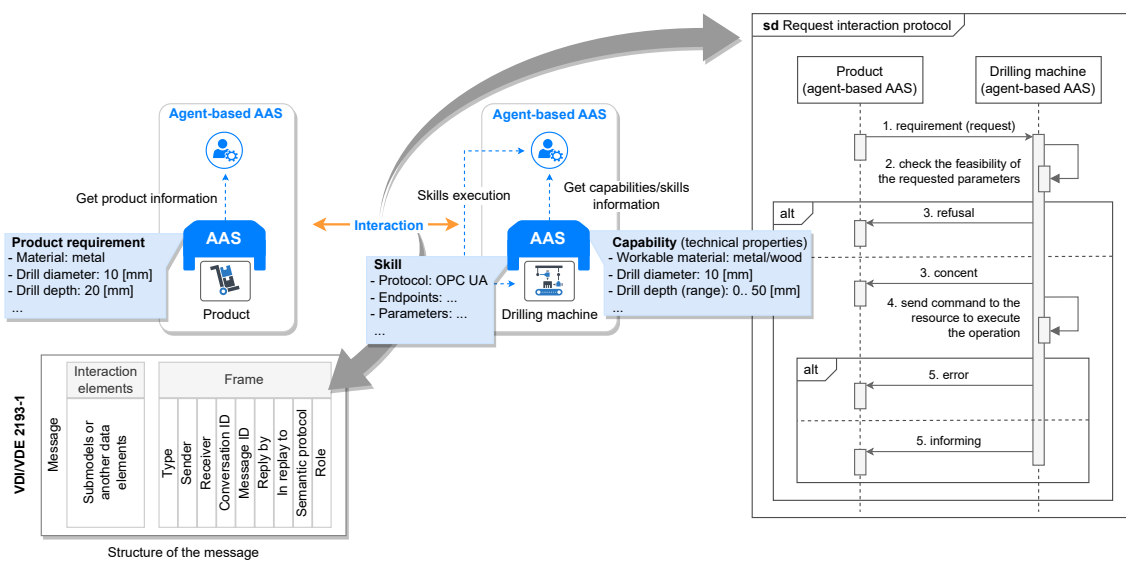 Agent-based AAS
Get product information
AAS
Product requirement
- Material: metal
- Drill diameter: 10 [mm]
- Drill depth: 20 [mm]
...
Product
Interaction
Agent-based AAS
Skills execution
Get capabilities/skills
information
AAS
Skill
- Protocol: OPC UA
- Endpoints: ...
- Parameters: ...
...
Drilling machine
Capability (technical properties)
- Workable material: metal/wood
- Drill diameter: 10 [mm]
- Drill depth (range): 0.. 50 [mm]
...
VDI/VDE 2193-1
Message
Interaction
elements
Submodels or
another data
elements
Frame
Type
Sender
Receiver
Conversation ID
Message ID
Reply by
In replay to
Semantic protocol
Role
Structure of the message
sd Request interaction protocol
Product
(agent-based AAS)
Drilling machine
(agent-based AAS)
1. requirement (request)
2. check the feasibility of
the requested parameters
alt
3. refusal
3. concent
4. send command to the
resource to execute
the operation
alt
5. error
5. informing